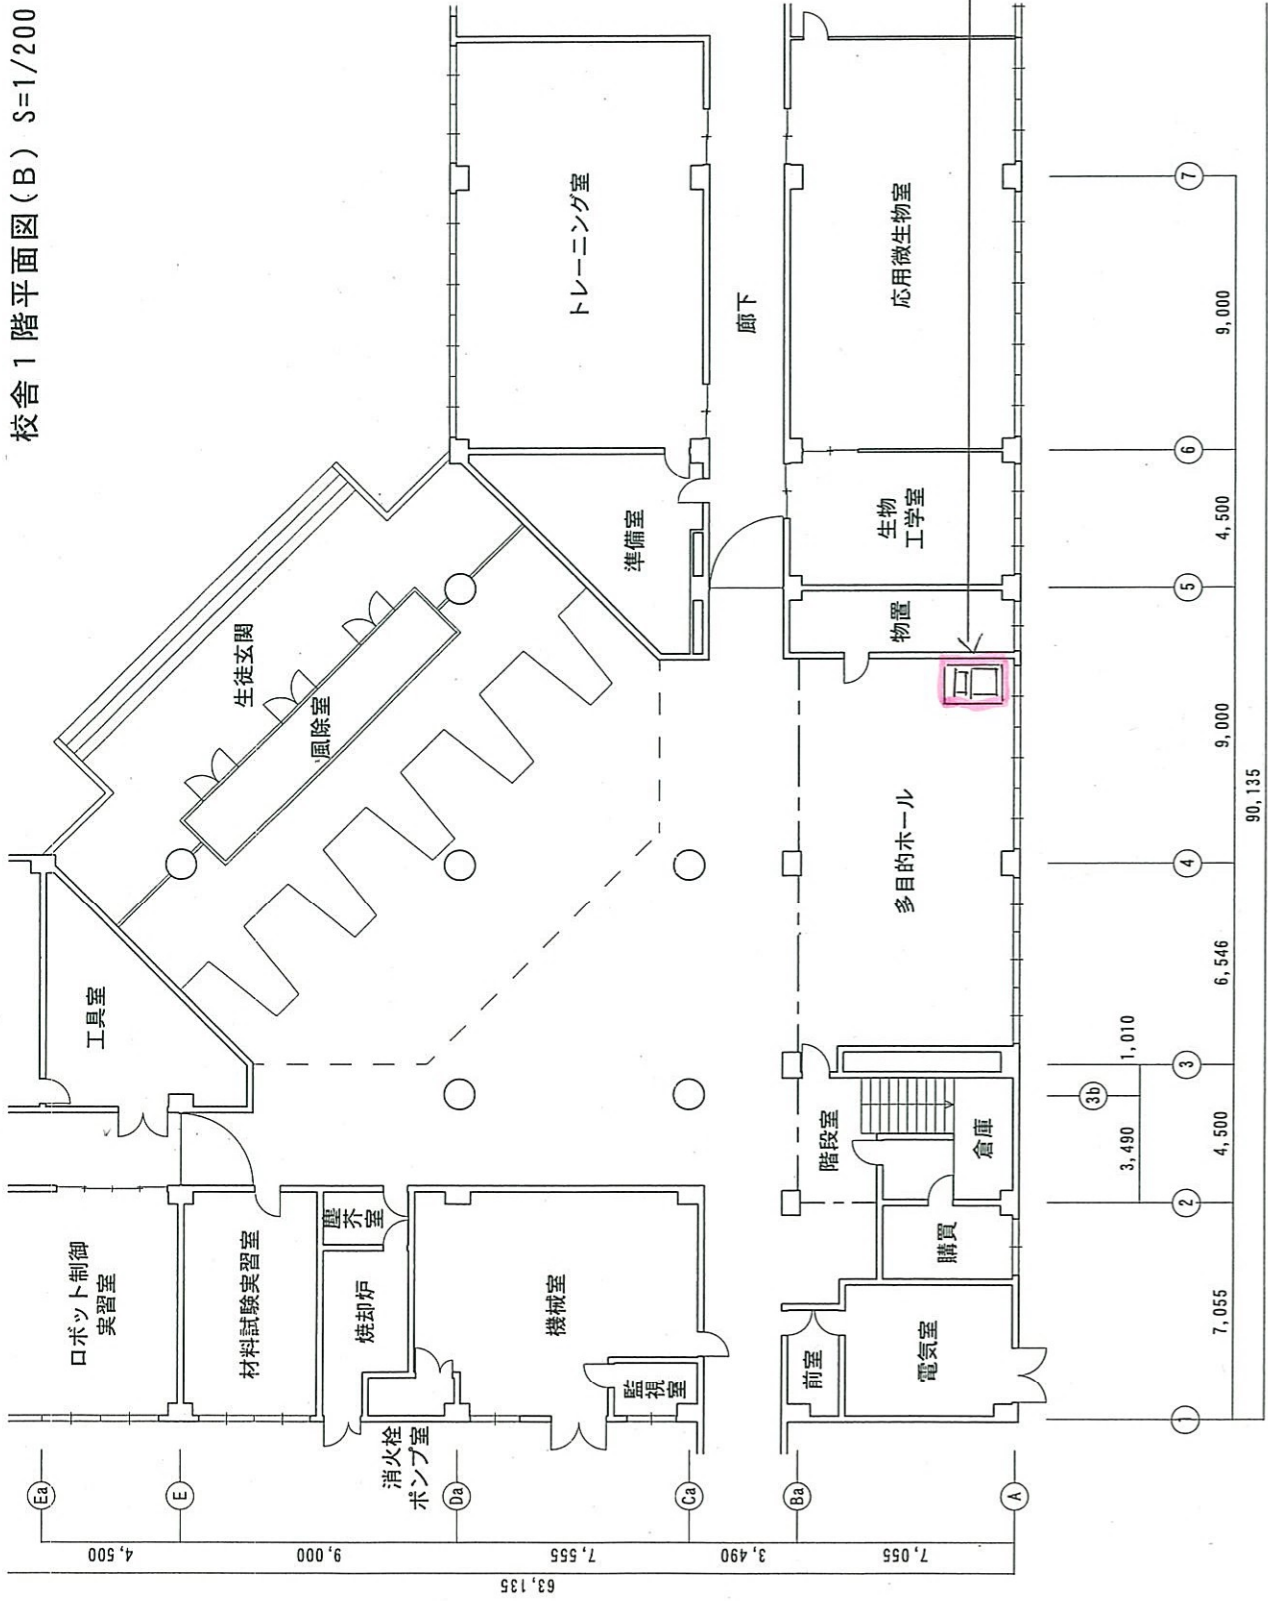 校舎1階平面図(B) S=1/200
トレーニング室
廊下
応用微生物室
準備室
生物
工学室
物置
生徒玄関
風除室
多目的ホール
工具室
階段室
倉庫
購買
ロボット制御
実習室
材料試験実習室
塵芥
室
焼却炉
機械室
監視
室
前室
電気室
消火栓
ポンプ室
Ea
E
Da
Ca
Ba
A
4,500
9,000
7,555
3,490
7,055
63,135
1
2
3b
3
4
5
6
7
3,490
1,010
7,055
4,500
6,546
9,000
4,500
9,000
90,135